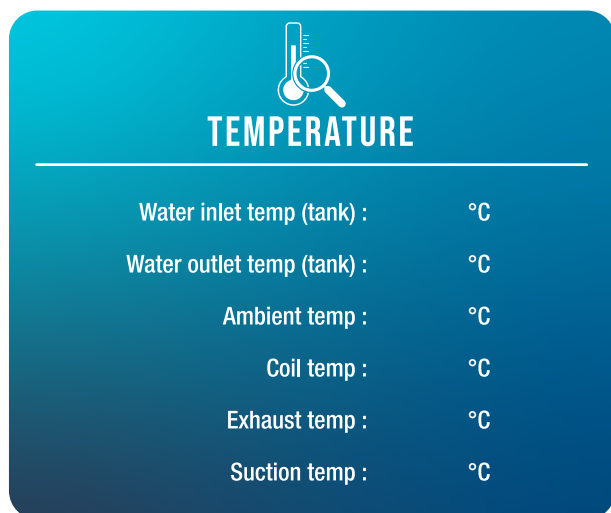 TEMPERATURE
Water inlet temp (tank) : °C
Water outlet temp (tank) : °C
Ambient temp : °C
Coil temp : °C
Exhaust temp : °C
Suction temp : °C